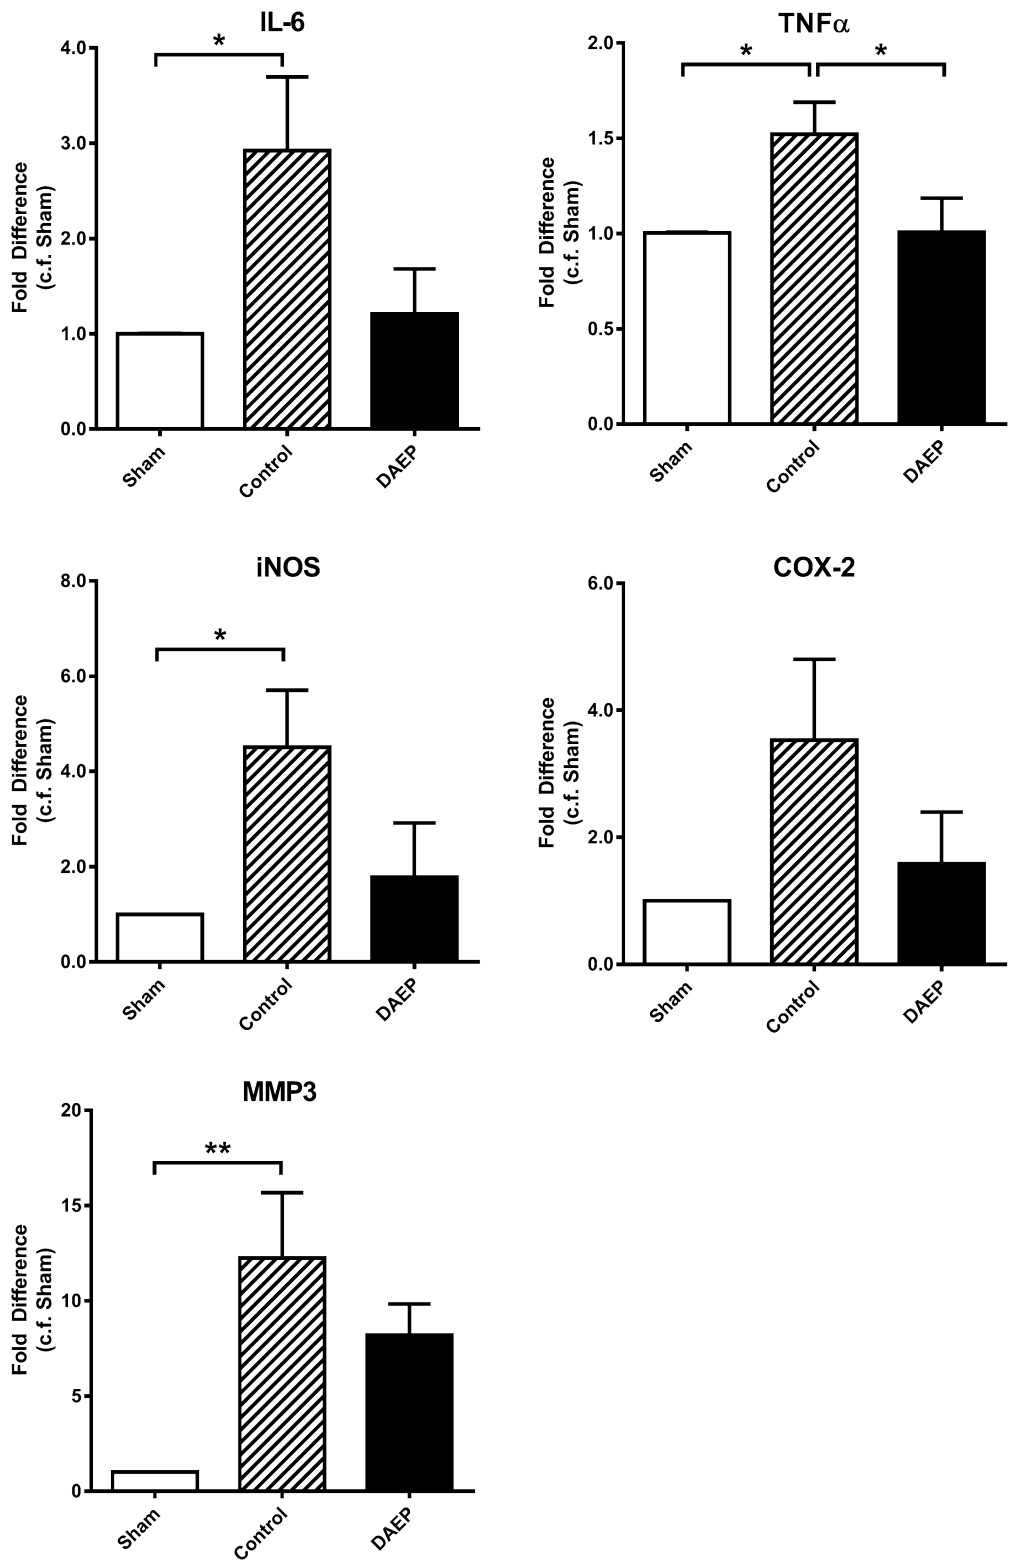 IL-6
*
4.0
3.0
2.0
1.0
0.0
Fold Difference
(c.f. Sham)
Sham
Control
DAEP
TNFα
*
*
2.0
1.5
1.0
0.5
0.0
Fold Difference
(c.f. Sham)
Sham
Control
DAEP
iNOS
*
8.0
6.0
4.0
2.0
0.0
Fold Difference
(c.f. Sham)
Sham
Control
DAEP
COX-2
6.0
4.0
2.0
0.0
Fold Difference
(c.f. Sham)
Sham
Control
DAEP
MMP3
**
20
15
10
5
0
Fold Difference
(c.f. Sham)
Sham
Control
DAEP